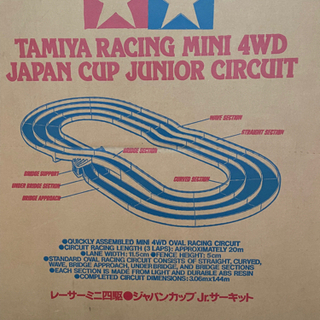 TAMIYA RACING MINI 4WD
JAPAN CUP JUNIOR CIRCUIT
WAVE SECTION
STRAIGHT SECTION
BRIDGE SECTION
BRIDGE SUPPORT
CURVED SECTION
UNDER BRIDGE SECTION
BRIDGE APPROACH
●QUICKLY ASSEMBLED MINI 4WD OVAL RACING CIRCUIT
●CIRCUIT RACING LENGTH (3 LAPS): APPROXIMATELY 20m
●LANE WIDTH: 11.5cm ●FENCE HEIGHT: 5cm
●STANDARD OVAL RACING CIRCUIT CONSISTS OF STRAIGHT, CURVED,
WAVE, BRIDGE APPROACH, UNDER BRIDGE, AND BRIDGE SECTIONS
●EACH SECTION IS MADE FROM LIGHT AND DURABLE ABS RESIN
●COMPLETED CIRCUIT DIMENSIONS: 3.06m×1.44m
レーサーミニ四駆●ジャパンカップJr.サーキット